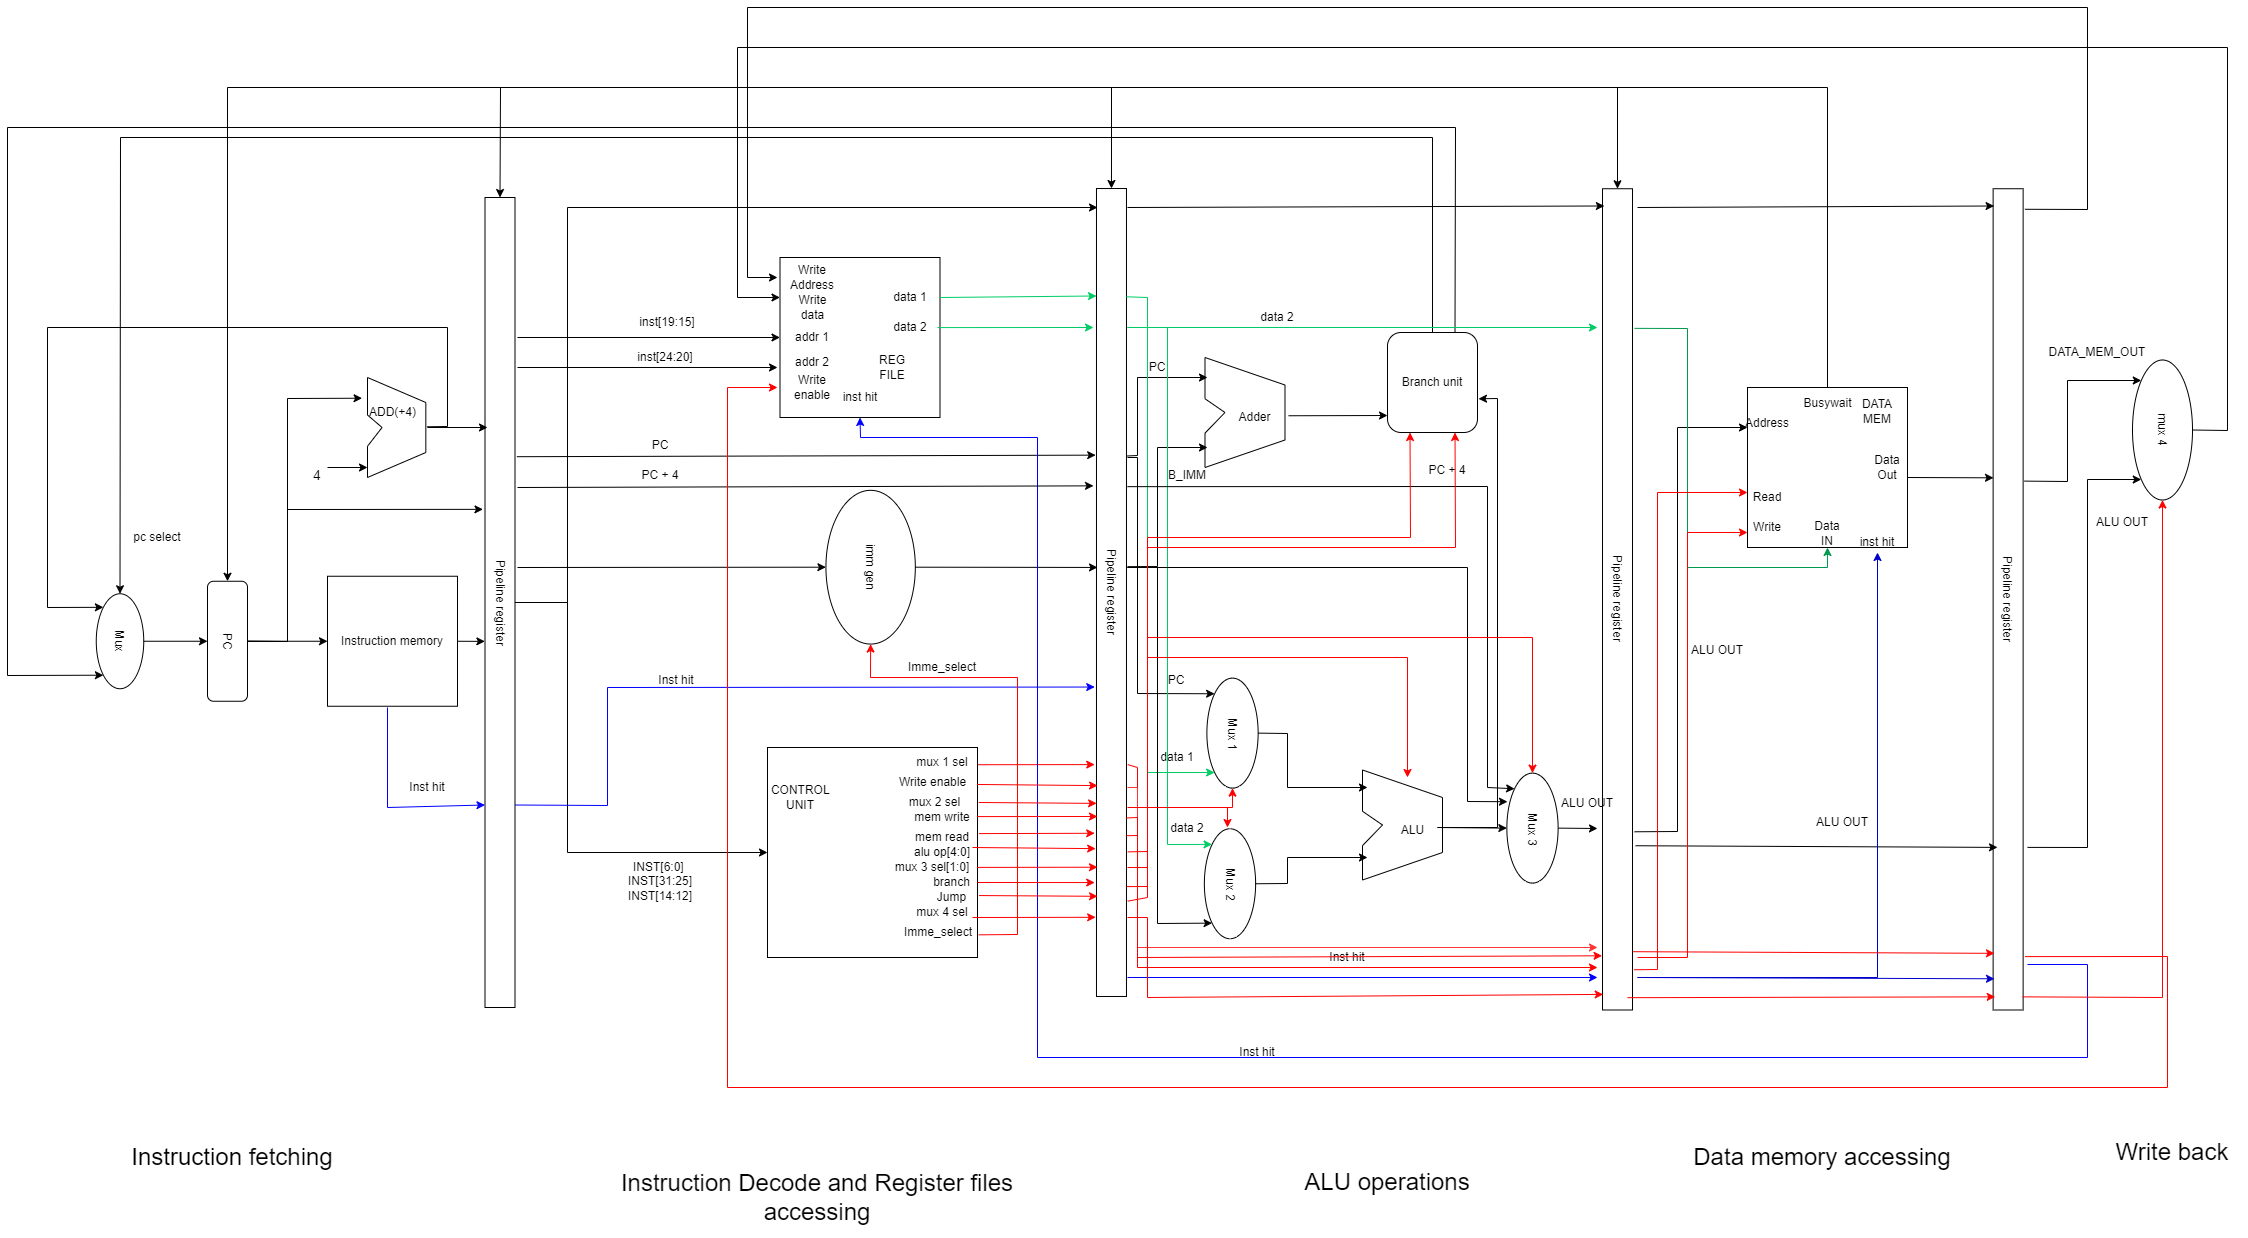 Write
Address
Write
data
data 1
data 2
inst[19:15]
addr 1
data 2
inst[24:20]
addr 2
REG
FILE
Write
enable
inst hit
PC
Adder
Branch unit
DATA_MEM_OUT
Busywait
DATA
MEM
Address
mux 4
ADD(+4)
4
PC
PC + 4
B_IMM
PC + 4
Data
Out
Read
Write
Data
IN
inst hit
ALU OUT
pc select
imm gen
Pipeline register
Pipeline register
Pipeline register
Pipeline register
Mux
PC
Instruction memory
Imme_select
Inst hit
PC
ALU OUT
Mux 1
data 1
Inst hit
CONTROL
UNIT
mux 1 sel
Write enable
mux 2 sel
mem write
mem read
alu op[4:0]
mux 3 sel[1:0]
branch
Jump
mux 4 sel
Imme_select
data 2
Mux 2
ALU
Mux 3
ALU OUT
ALU OUT
INST[6:0]
INST[31:25]
INST[14:12]
Inst hit
Inst hit
Instruction fetching
Instruction Decode and Register files
accessing
ALU operations
Data memory accessing
Write back